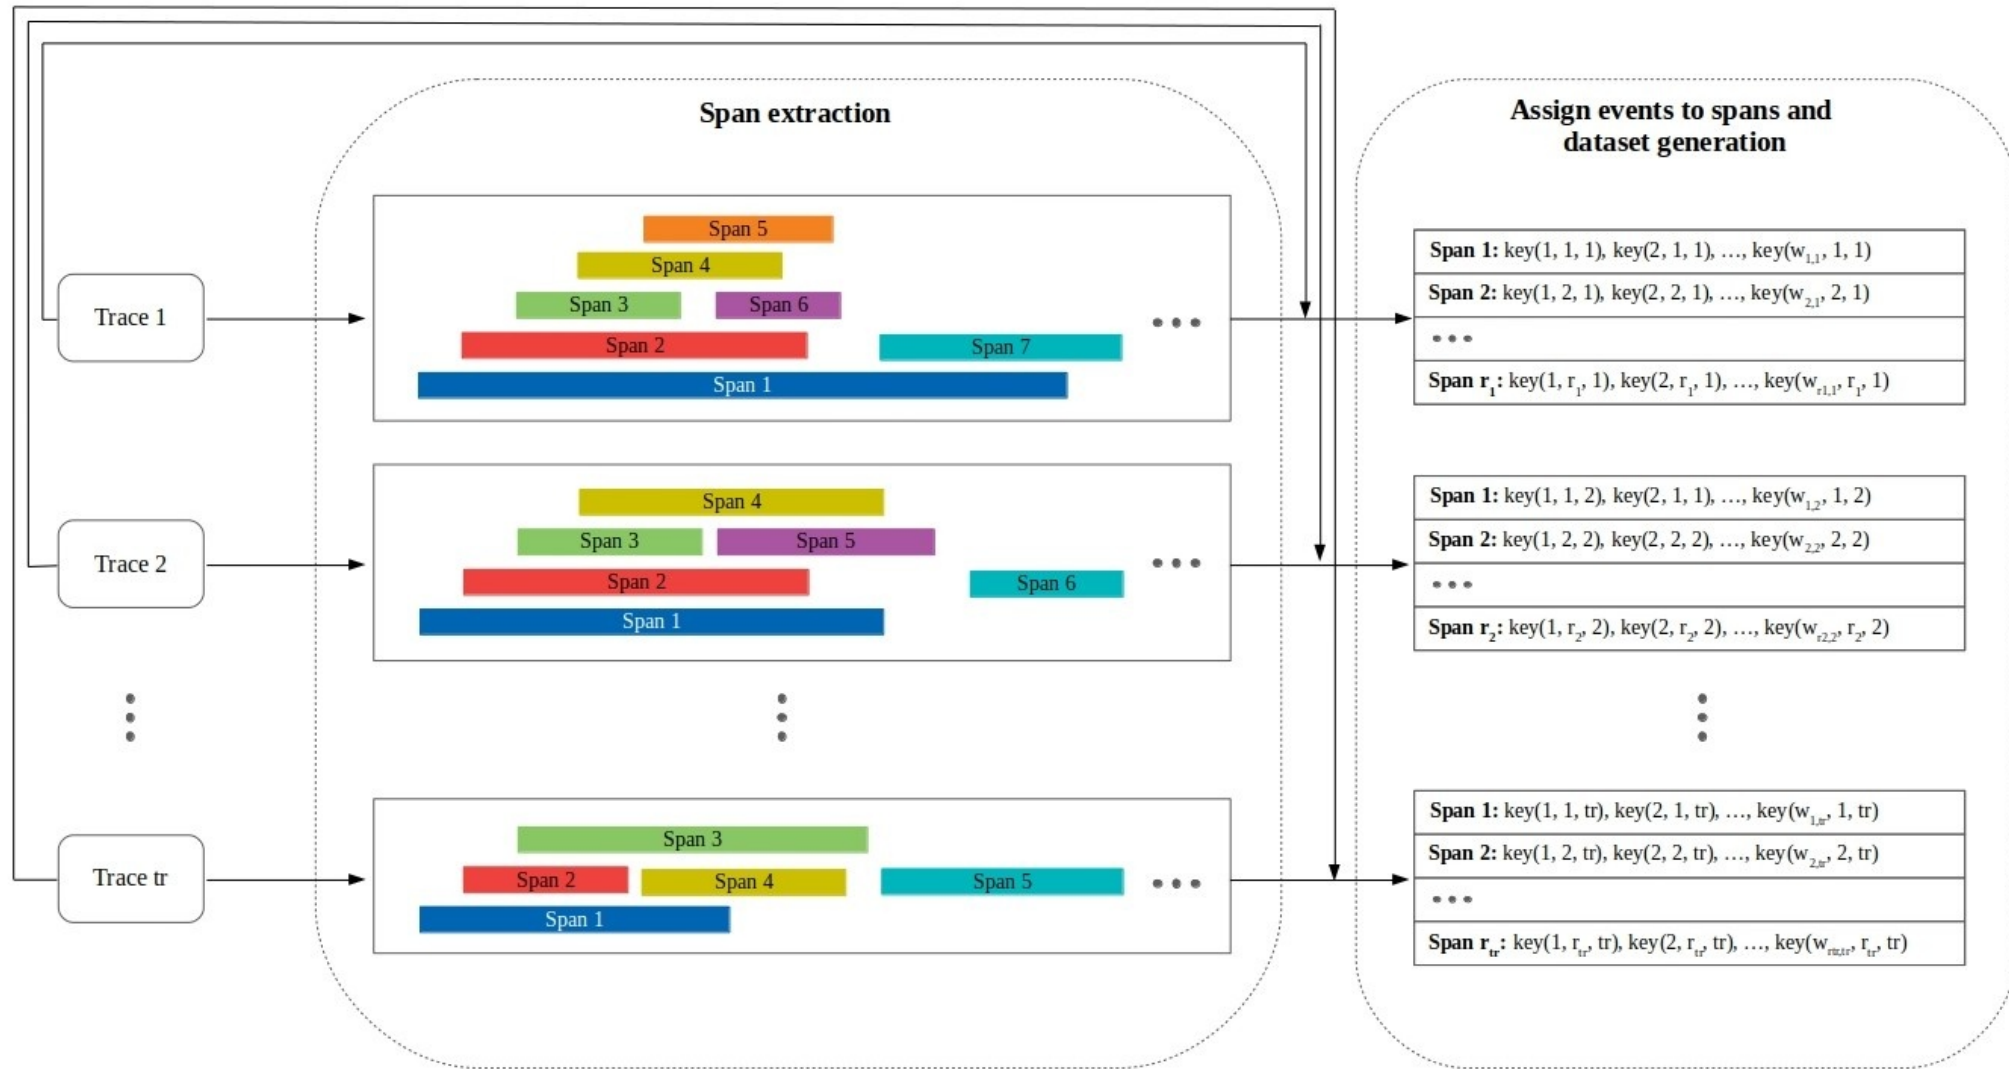 Span extraction
Assign events to spans and
dataset generation
Trace 1
Span 5
Span 4
Span 3
Span 6
Span 2
Span 7
Span 1
...
Span 1: key(1, 1, 1), key(2, 1, 1), …, key(w1,1, 1, 1)
Span 2: key(1, 2, 1), key(2, 2, 1), …, key(w2,1, 2, 1)
...
Span r1: key(1, r1, 1), key(2, r1, 1), …, key(wr1,1, r1, 1)
Trace 2
Span 4
Span 3
Span 5
Span 2
Span 6
Span 1
...
Span 1: key(1, 1, 2), key(2, 1, 1), …, key(w1,2, 1, 2)
Span 2: key(1, 2, 2), key(2, 2, 2), …, key(w2,2, 2, 2)
...
Span r2: key(1, r2, 2), key(2, r2, 2), …, key(wr2,2, r2, 2)
Trace tr
Span 3
Span 2
Span 4
Span 5
Span 1
...
Span 1: key(1, 1, tr), key(2, 1, tr), …, key(w1,tr, 1, tr)
Span 2: key(1, 2, tr), key(2, 2, tr), …, key(w2,tr, 2, tr)
...
Span rtr: key(1, rtr, tr), key(2, rtr, tr), …, key(wrtr,tr, rtr, tr)